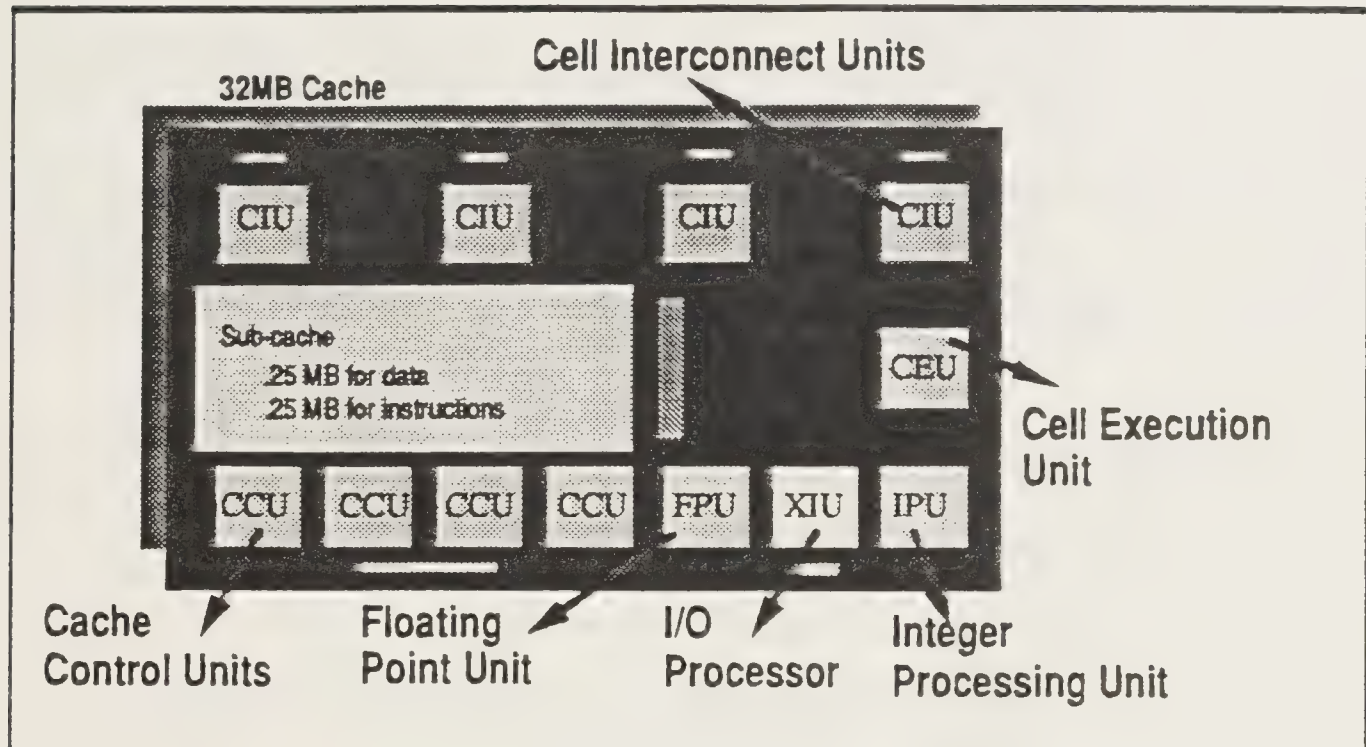 Cell Interconnect Units
32MB Cache
CIU CIU CIU CIU
Sub-cache
.25 MB for data
.25 MB for instructions
CEU
Cell Execution
Unit
CCU CCU CCU CCU FPU XIU IPU
Cache
Control Units
Floating
Point Unit
I/O
Processor
Integer
Processing Unit